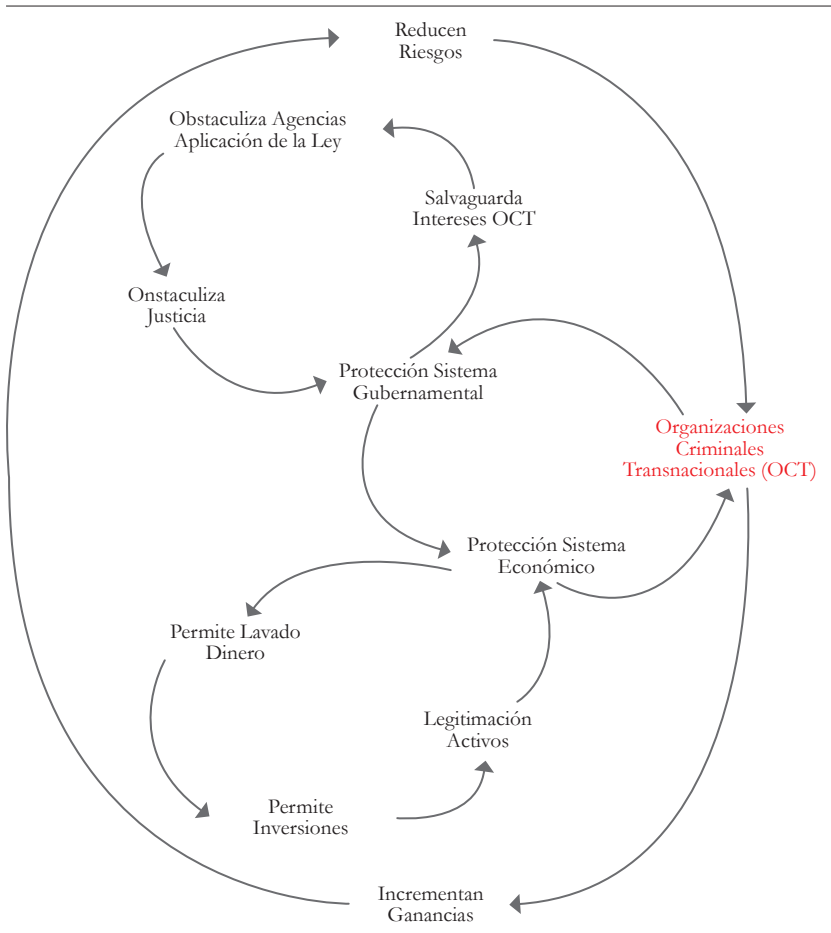 Reducen
Riesgos
Obstaculiza Agencias
Aplicación de la Ley
Salvaguarda
Intereses OCT
Onstaculiza
Justicia
Protección Sistema
Gubernamental
Organizaciones
Criminales
Transnacionales (OCT)
Protección Sistema
Económico
Permite Lavado
Dinero
Legitimación
Activos
Permite
Inversiones
Incrementan
Ganancias